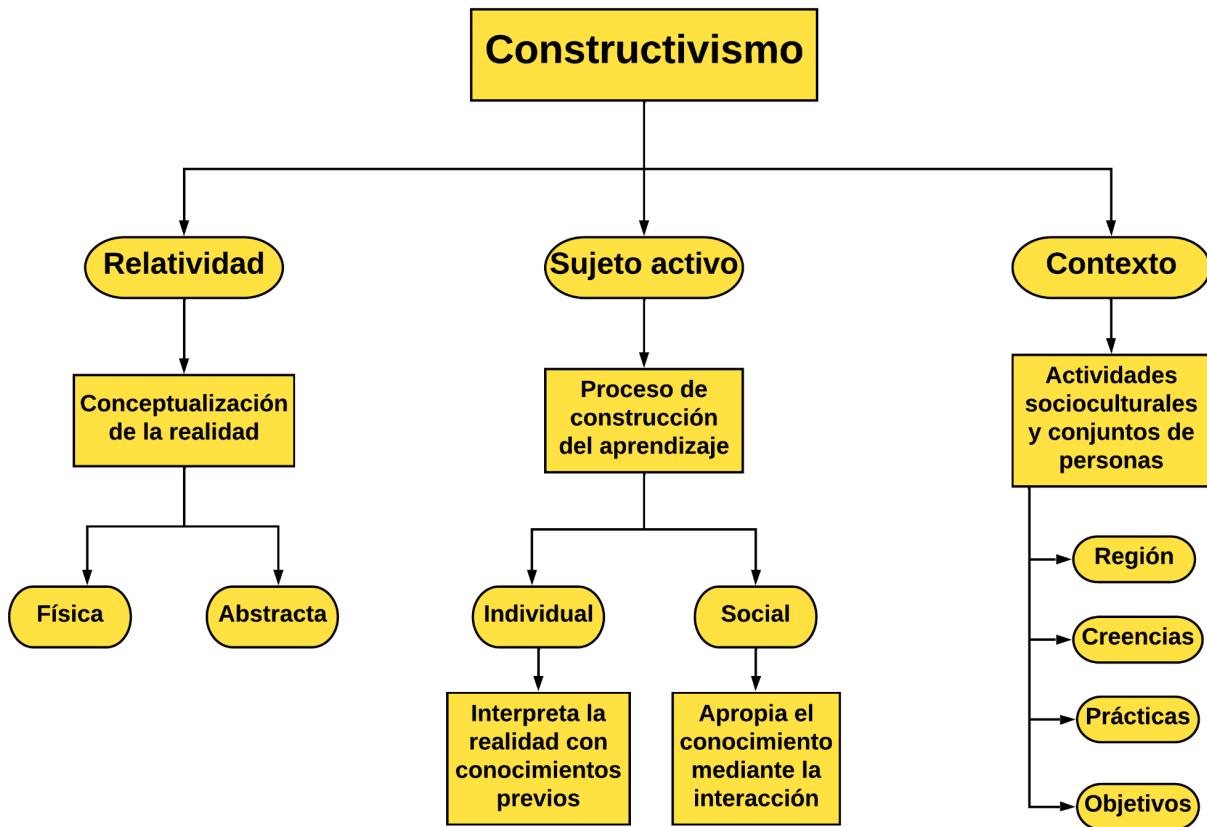 Constructivismo
Relatividad
Sujeto activo
Contexto
Conceptualización
de la realidad
Proceso de
construcción
del aprendizaje
Actividades
socioculturales
y conjuntos de
personas
Física
Abstracta
Individual
Social
Interpreta la
realidad con
conocimientos
previos
Apropia el
conocimiento
mediante la
interacción
Región
Creencias
Prácticas
Objetivos